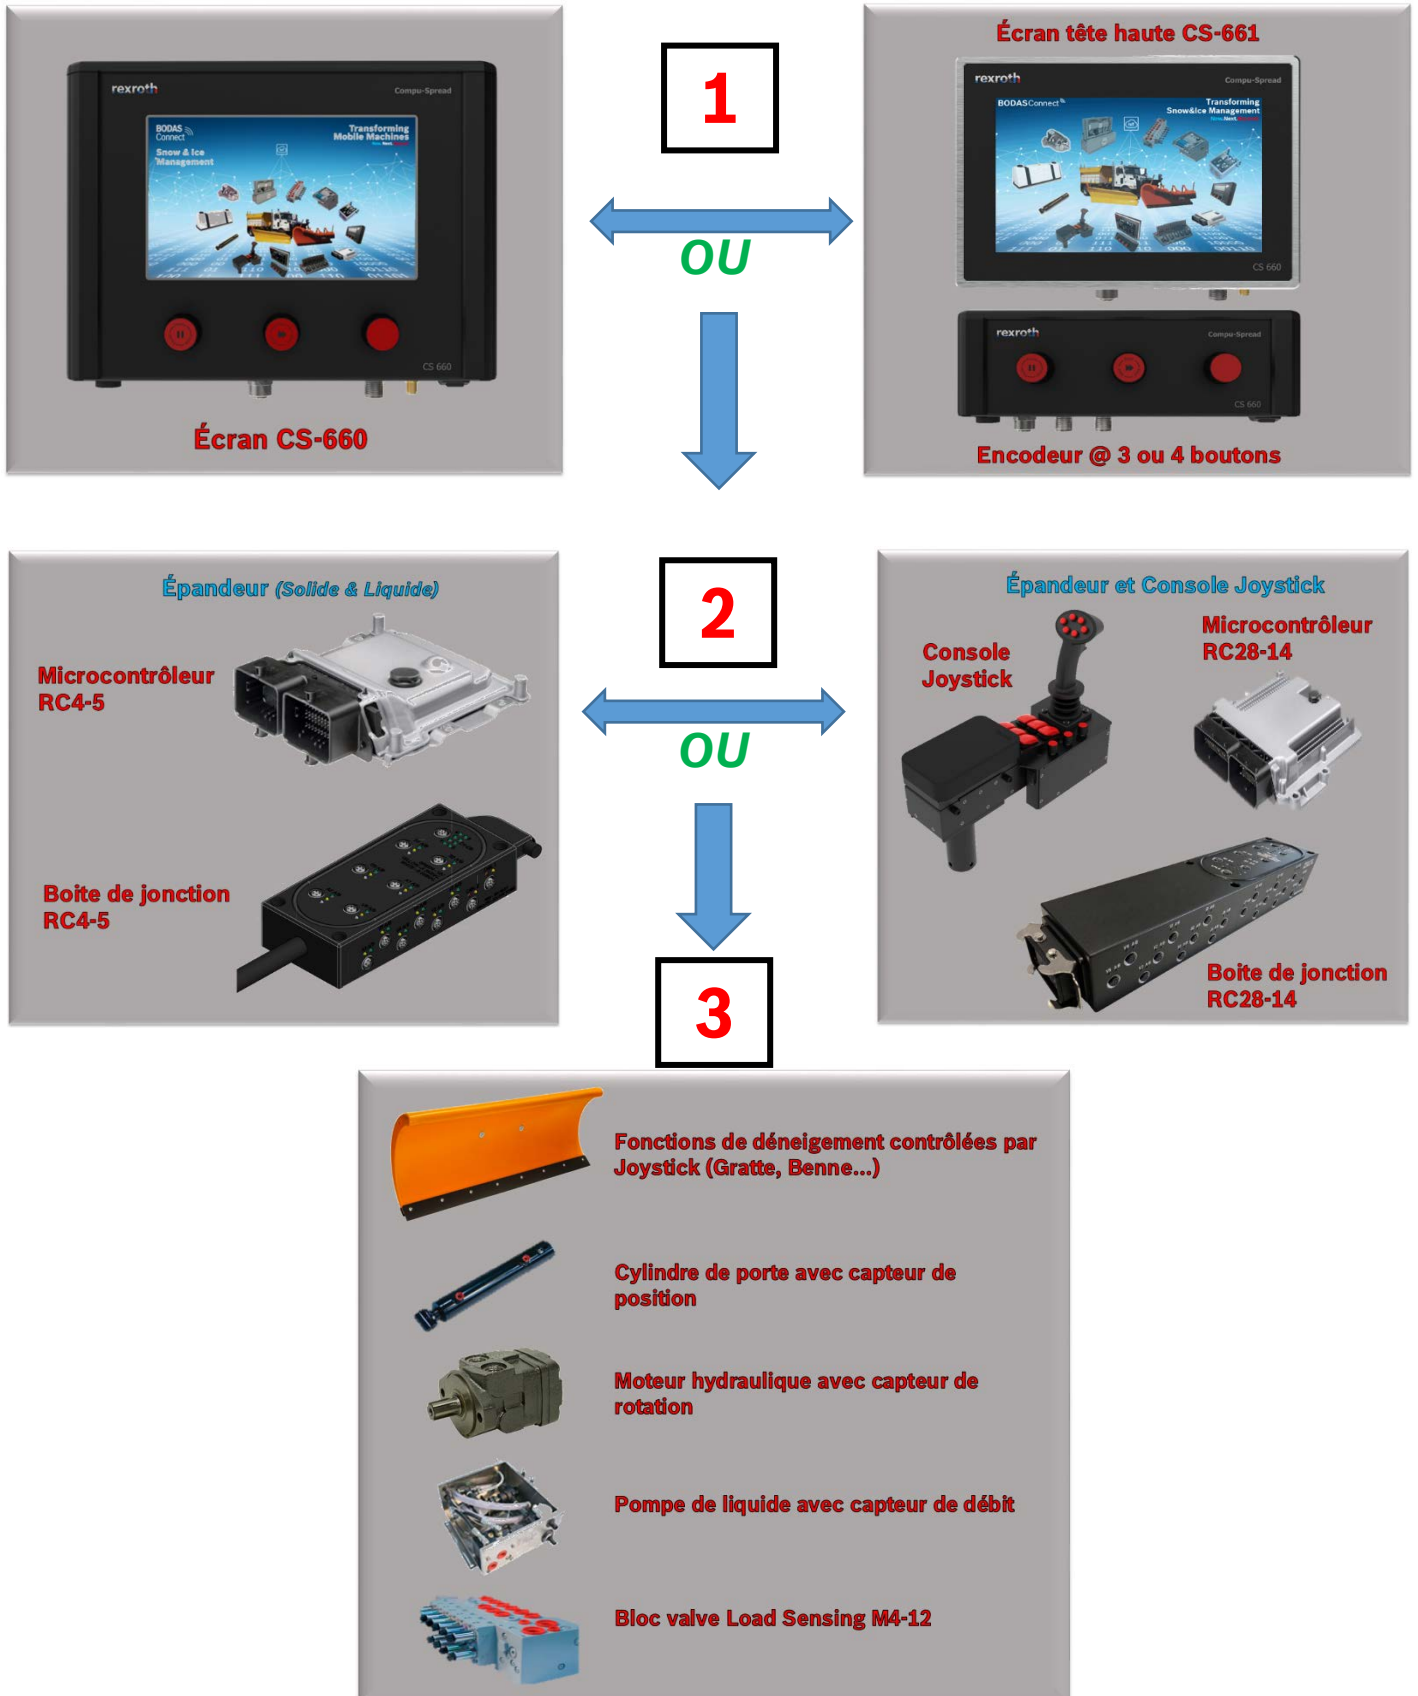 rexroth
Compu-Spread
BODAS
Connect
Transforming
Mobile Machines
Snow & Ice
Management
CS 660
Écran CS-660
1
OU
Écran tête haute CS-661
rexroth
Compu-Spread
BODAS Connect
Transforming
Snow&Ice Management
CS 660
rexroth
Compu-Spread
CS 660
Encodeur @ 3 ou 4 boutons
Épandeur (Solide & Liquide)
Microcontrôleur
RC4-5
Boite de jonction
RC4-5
2
OU
Épandeur et Console Joystick
Console
Joystick
Microcontrôleur
RC28-14
Boite de jonction
RC28-14
3
Fonctions de déneigement contrôlées par
Joystick (Gratte, Benne...)
Cylindre de porte avec capteur de
position
Moteur hydraulique avec capteur de
rotation
Pompe de liquide avec capteur de débit
Bloc valve Load Sensing M4-12